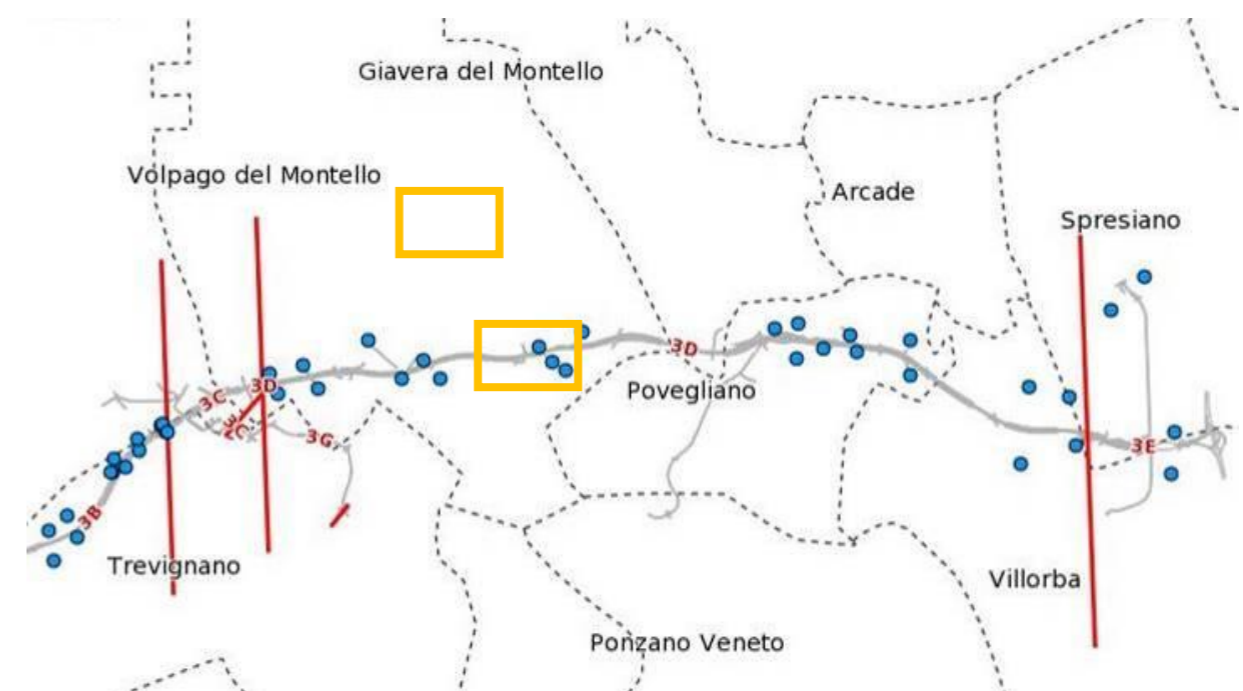 Giavera del Montello
Volpago del Montello
Arcade
Spresiano
3D
Povegliano
3D
3C
3C
3G
3E
3B
Trevignano
Villorba
Ponzano Veneto